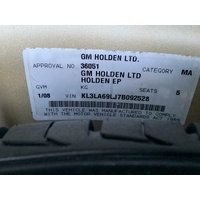 GM HOLDEN LTD.
APPROVAL NO. 36051 CATEGORY MA
GM HOLDEN LTD
HOLDEN EP
GVM KG SEATS 5
1/08 VIN KL3LA69LJ7B092528
THIS VEHICLE WAS MANUFACTURED TO COMPLY
WITH THE MOTOR VEHICLE STANDARDS ACT 1989